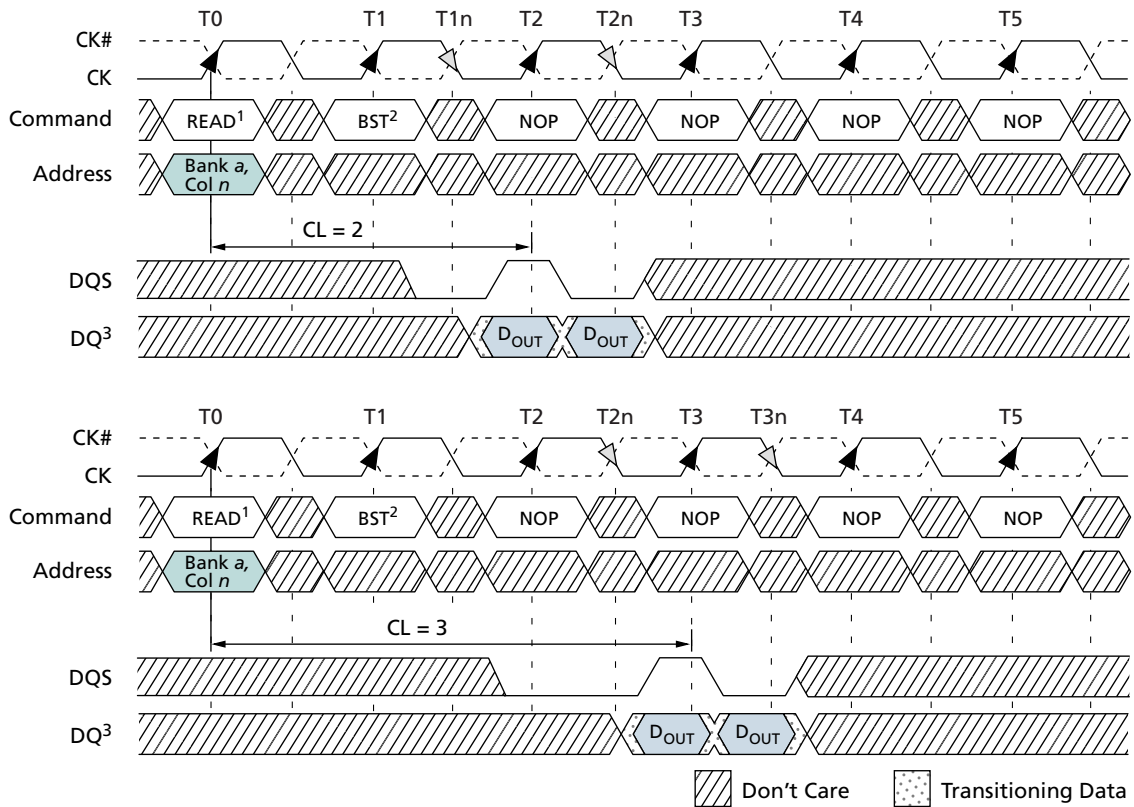 T0 T1 T1n T2 T2n T3 T4 T5
CK#
CK
Command READ1 BST2 NOP NOP NOP NOP
Address Bank a,
Col n
CL = 2
DQS
DQ3 DOUT DOUT
T0 T1 T2 T2n T3 T3n T4 T5
CK#
CK
Command READ1 BST2 NOP NOP NOP NOP
Address Bank a,
Col n
CL = 3
DQS
DQ3 DOUT DOUT
Don't Care Transitioning Data